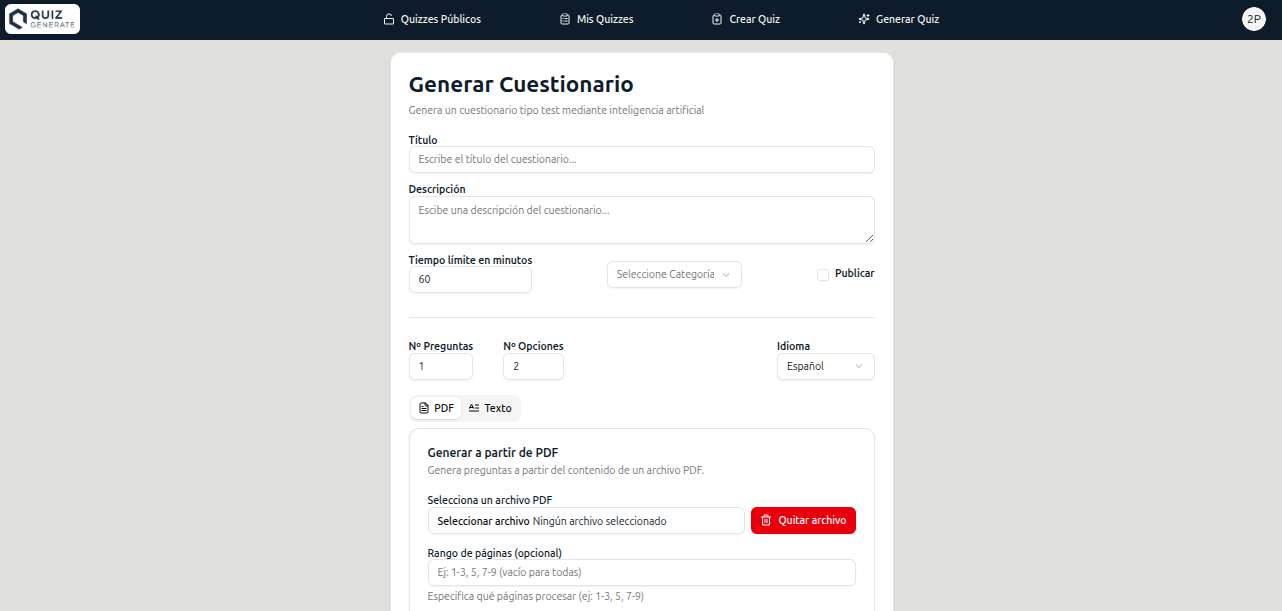 QUIZ
GENERATE
Quizzes Públicos
Mis Quizzes
Crear Quiz
Generar Quiz
2P
Generar Cuestionario
Genera un cuestionario tipo test mediante inteligencia artificial
Título
Escribe el título del cuestionario...
Descripción
Escibe una descripción del cuestionario...
Tiempo límite en minutos
60
Seleccione Categoría
Publicar
Nº Preguntas
Nº Opciones
Idioma
1
2
Español
PDF
Texto
Generar a partir de PDF
Genera preguntas a partir del contenido de un archivo PDF.
Selecciona un archivo PDF
Seleccionar archivo Ningún archivo seleccionado
Quitar archivo
Rango de páginas (opcional)
Ej: 1-3, 5, 7-9 (vacío para todas)
Especifica qué páginas procesar (ej: 1-3, 5, 7-9)